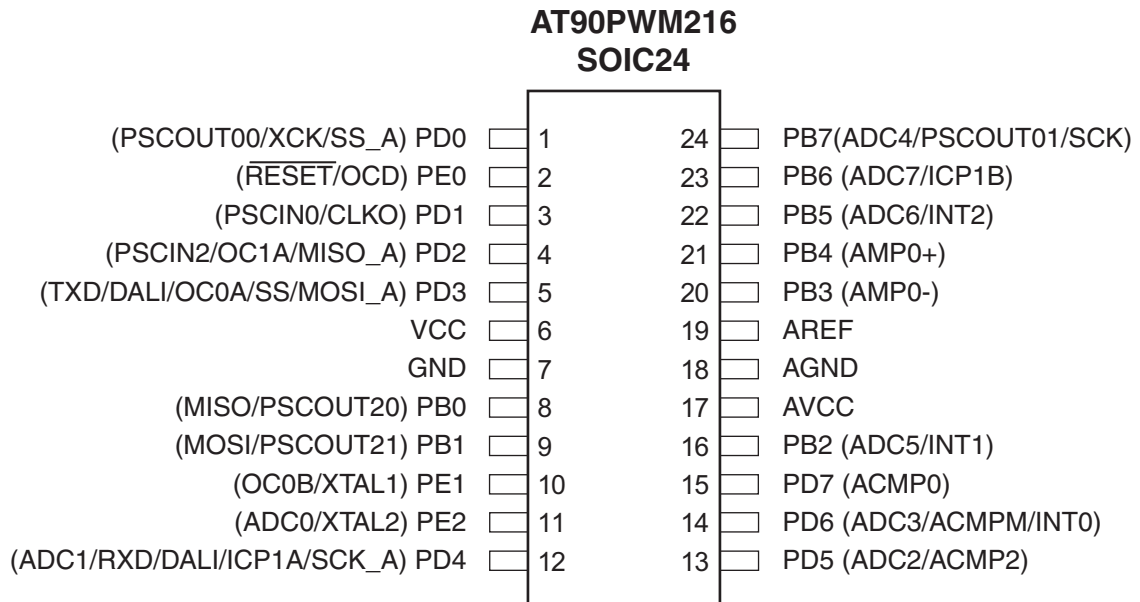 AT90PWM216
SOIC24
(PSCOUT00/XCK/SS_A) PD0 1 24 PB7(ADC4/PSCOUT01/SCK)
(RESET/OCD) PE0 2 23 PB6 (ADC7/ICP1B)
(PSCIN0/CLKO) PD1 3 22 PB5 (ADC6/INT2)
(PSCIN2/OC1A/MISO_A) PD2 4 21 PB4 (AMP0+)
(TXD/DALI/OC0A/SS/MOSI_A) PD3 5 20 PB3 (AMP0-)
VCC 6 19 AREF
GND 7 18 AGND
(MISO/PSCOUT20) PB0 8 17 AVCC
(MOSI/PSCOUT21) PB1 9 16 PB2 (ADC5/INT1)
(OC0B/XTAL1) PE1 10 15 PD7 (ACMP0)
(ADC0/XTAL2) PE2 11 14 PD6 (ADC3/ACMPM/INT0)
(ADC1/RXD/DALI/ICP1A/SCK_A) PD4 12 13 PD5 (ADC2/ACMP2)